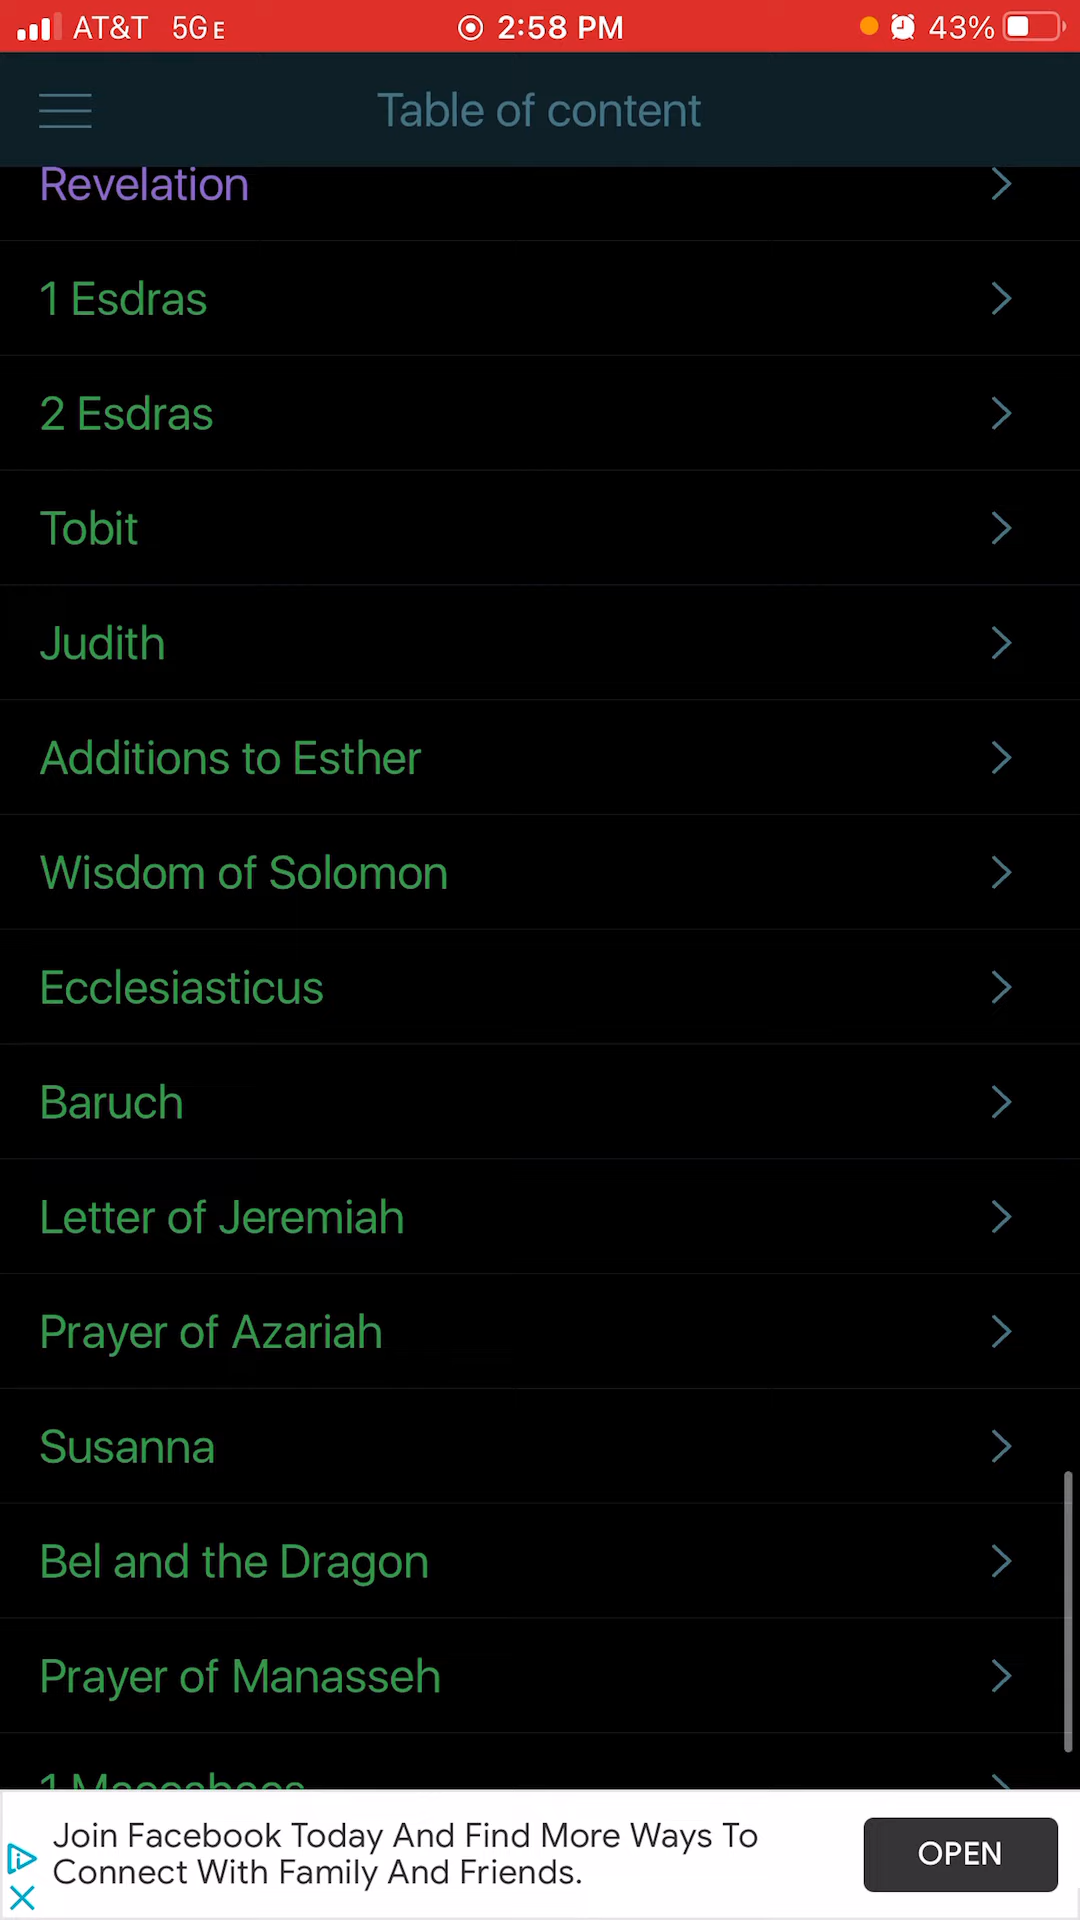 AT&T 5GE 2:58 PM 43%
Table of content
Revelation
1 Esdras
2 Esdras
Tobit
Judith
Additions to Esther
Wisdom of Solomon
Ecclesiasticus
Baruch
Letter of Jeremiah
Prayer of Azariah
Susanna
Bel and the Dragon
Prayer of Manasseh
1 Maccabees
Join Facebook Today And Find More Ways To
Connect With Family And Friends.
OPEN